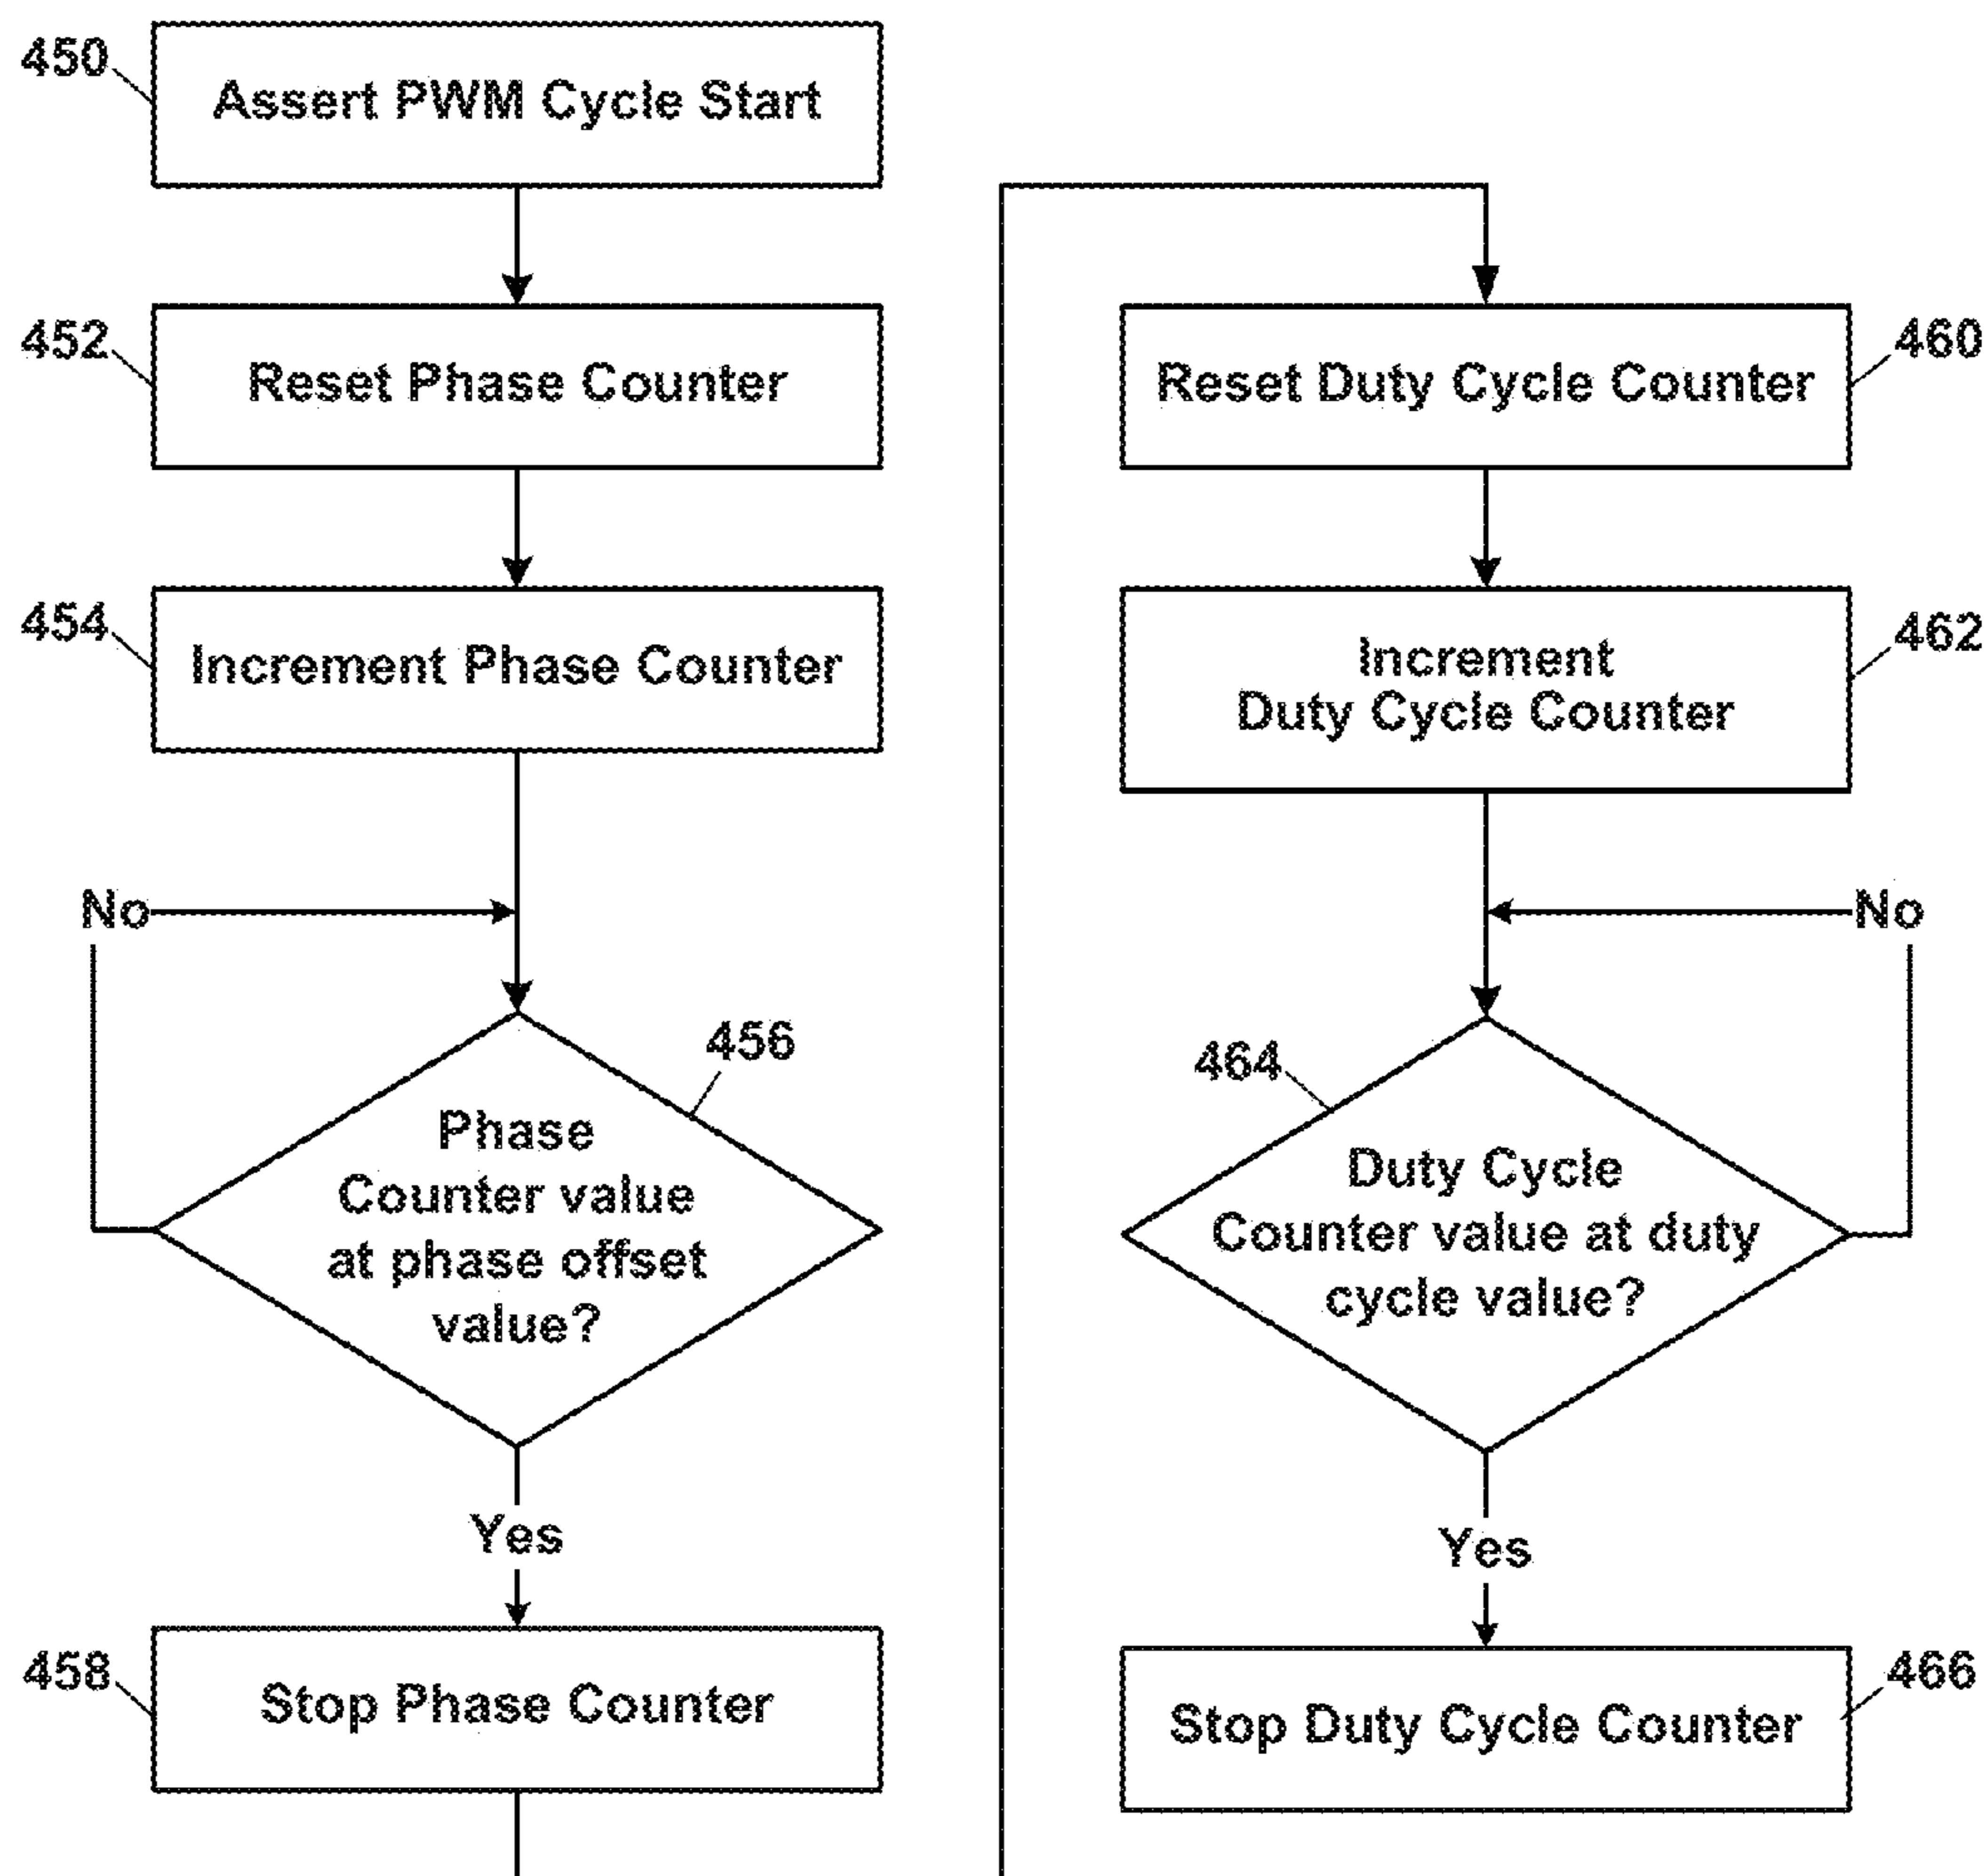 450
Assert PWM Cycle Start
452
Reset Phase Counter
454
Increment Phase Counter
No
456
Phase
Counter value
at phase offset
value?
Yes
458
Stop Phase Counter
460
Reset Duty Cycle Counter
462
Increment
Duty Cycle Counter
No
464
Duty Cycle
Counter value at duty
cycle value?
Yes
466
Stop Duty Cycle Counter